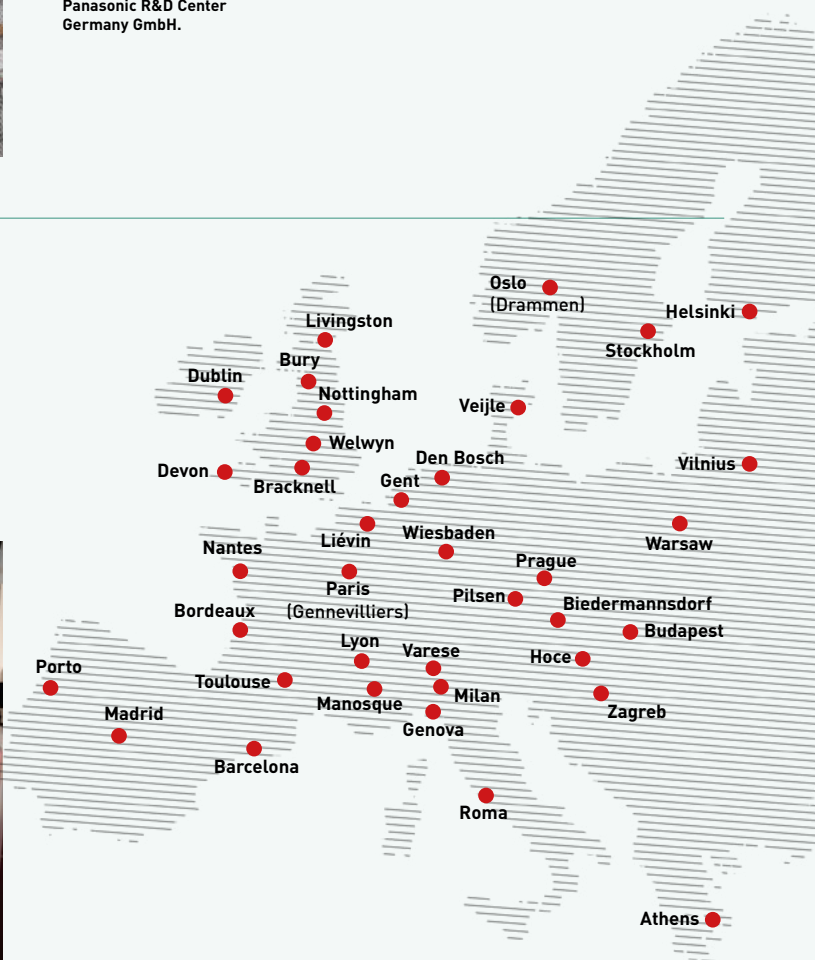 Panasonic R&D Center
Germany GmbH.
Oslo
(Drammen)
Helsinki
Livingston
Stockholm
Bury
Dublin
Nottingham
Veijle
Welwyn
Den Bosch
Vilnius
Devon
Gent
Bracknell
Wiesbaden
Liévin
Warsaw
Nantes
Prague
Paris
Pilsen
Biedermannsdorf
Bordeaux
(Gennevilliers)
Budapest
Lyon
Varese
Hoce
Porto
Toulouse
Milan
Manosque
Madrid
Zagreb
Genova
Barcelona
Roma
Athens